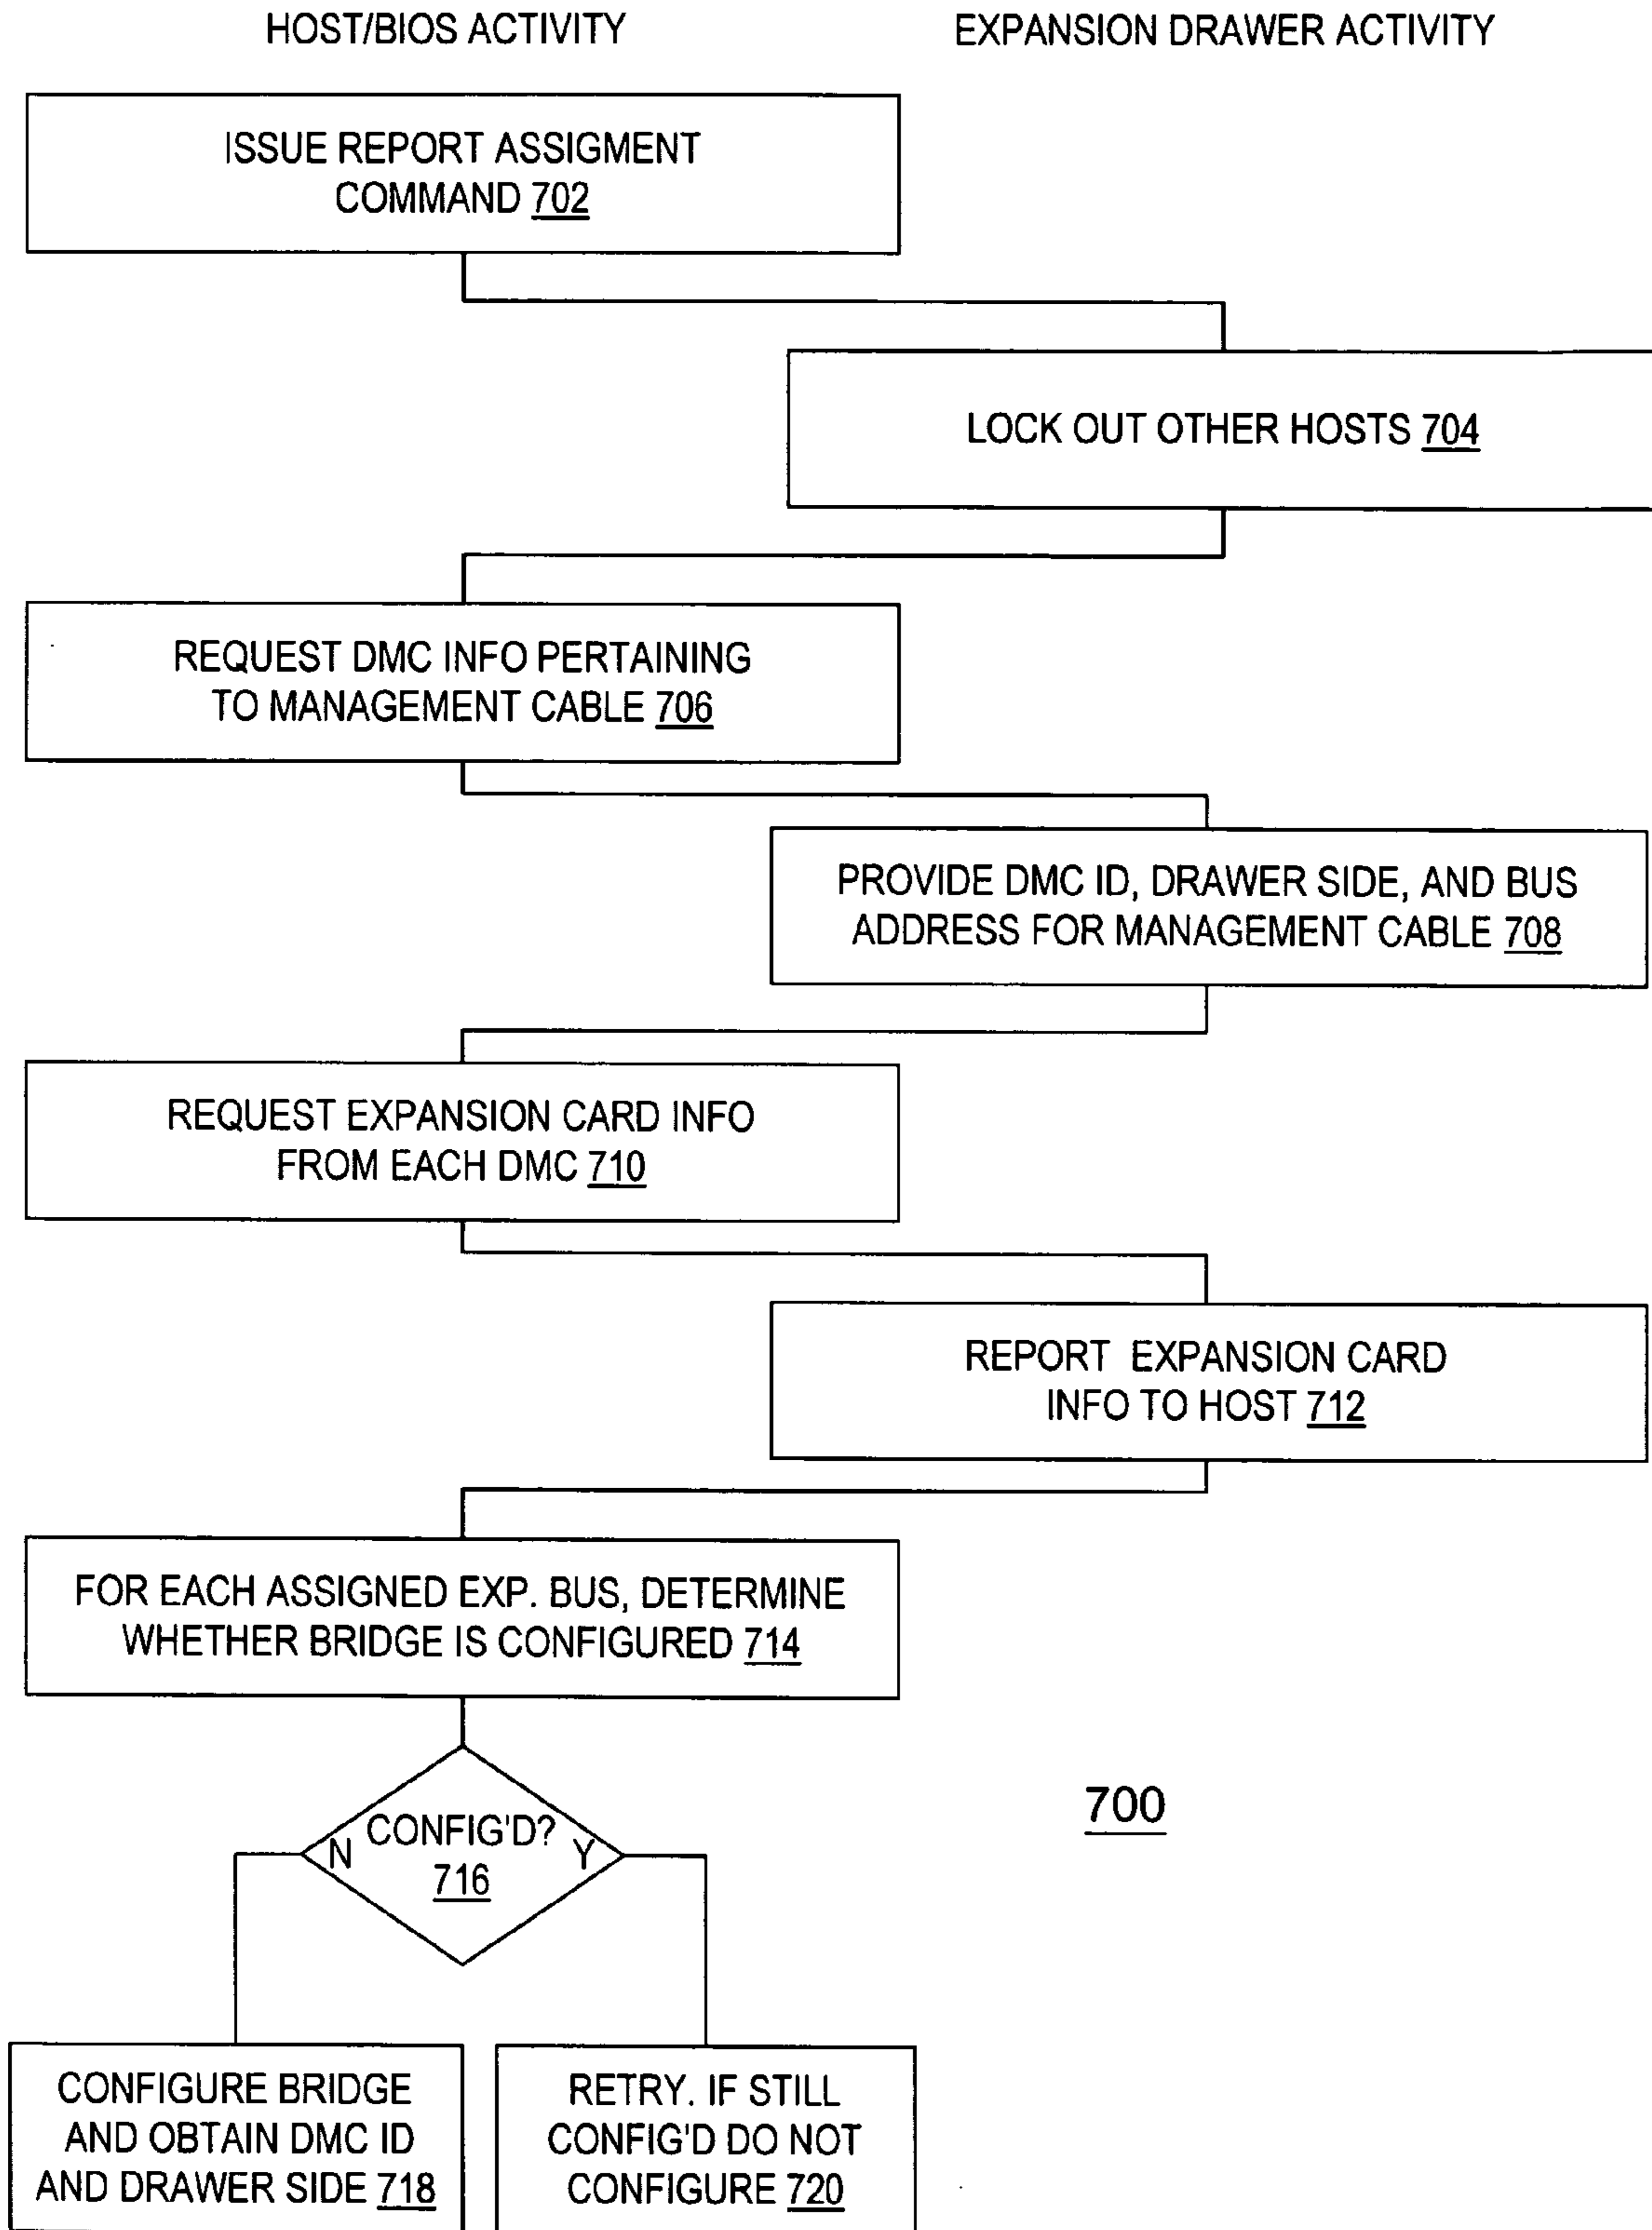 HOST/BIOS ACTIVITY
EXPANSION DRAWER ACTIVITY
ISSUE REPORT ASSIGMENT
COMMAND 702
LOCK OUT OTHER HOSTS 704
REQUEST DMC INFO PERTAINING
TO MANAGEMENT CABLE 706
PROVIDE DMC ID, DRAWER SIDE, AND BUS
ADDRESS FOR MANAGEMENT CABLE 708
REQUEST EXPANSION CARD INFO
FROM EACH DMC 710
REPORT EXPANSION CARD
INFO TO HOST 712
FOR EACH ASSIGNED EXP. BUS, DETERMINE
WHETHER BRIDGE IS CONFIGURED 714
700
CONFIG'D?
N
Y
716
CONFIGURE BRIDGE
AND OBTAIN DMC ID
AND DRAWER SIDE 718
RETRY. IF STILL
CONFIG'D DO NOT
CONFIGURE 720